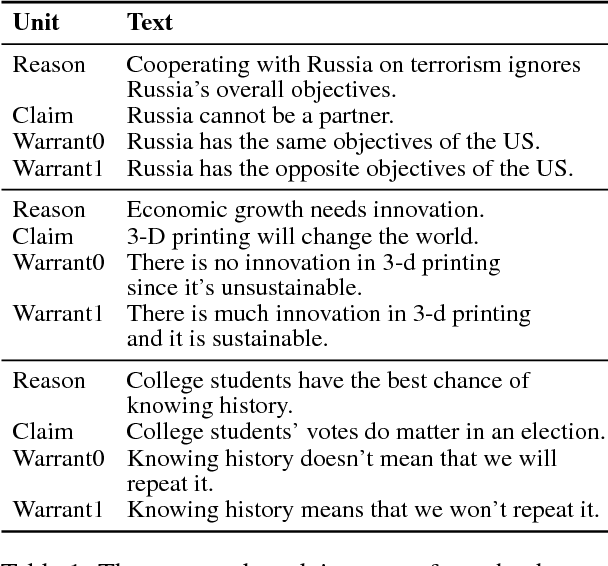 Unit Text
Reason Cooperating with Russia on terrorism ignores
Russia's overall objectives.
Claim Russia cannot be a partner.
Warrant0 Russia has the same objectives of the US.
Warrant1 Russia has the opposite objectives of the US.
Reason Economic growth needs innovation.
Claim 3-D printing will change the world.
Warrant0 There is no innovation in 3-d printing
since it's unsustainable.
Warrant1 There is much innovation in 3-d printing
and it is sustainable.
Reason College students have the best chance of
knowing history.
Claim College students' votes do matter in an election.
Warrant0 Knowing history doesn't mean that we will
repeat it.
Warrant1 Knowing history means that we won't repeat it.